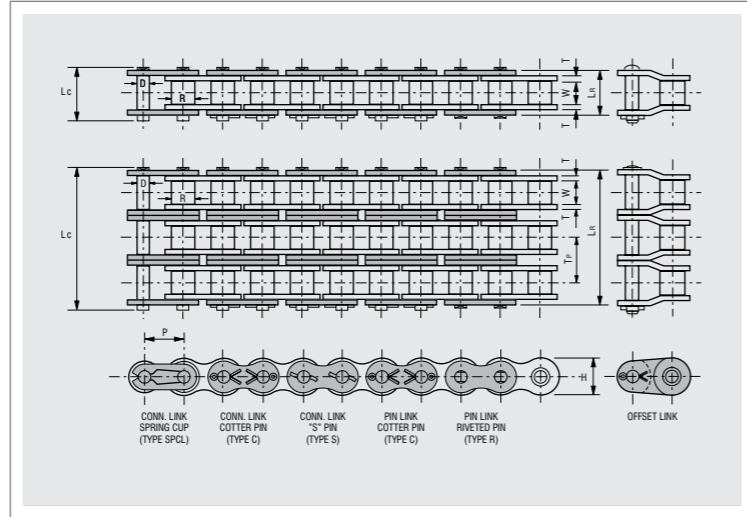 T
D
R
Lc
W
LR
T
T
D
R
W
T
Lc
TP
LR
P
H
CONN. LINK
SPRING CUP
(TYPE SPCL)
CONN. LINK
COTTER PIN
(TYPE C)
CONN. LINK
"S" PIN
(TYPE S)
PIN LINK
COTTER PIN
(TYPE C)
PIN LINK
RIVETED PIN
(TYPE R)
OFFSET LINK